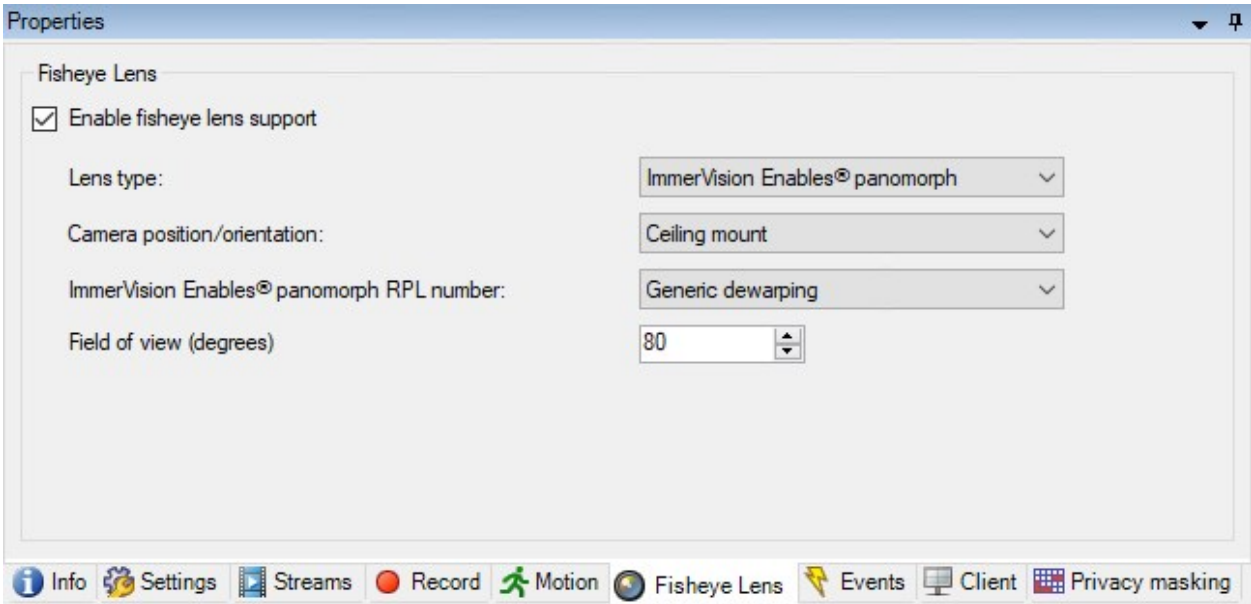 Properties
Fisheye Lens
Enable fisheye lens support
Lens type: ImmerVision Enables® panomorph
Camera position/orientation: Ceiling mount
ImmerVision Enables® panomorph RPL number: Generic dewarping
Field of view (degrees) 80
Info Settings Streams Record Motion Fisheye Lens Events Client Privacy masking